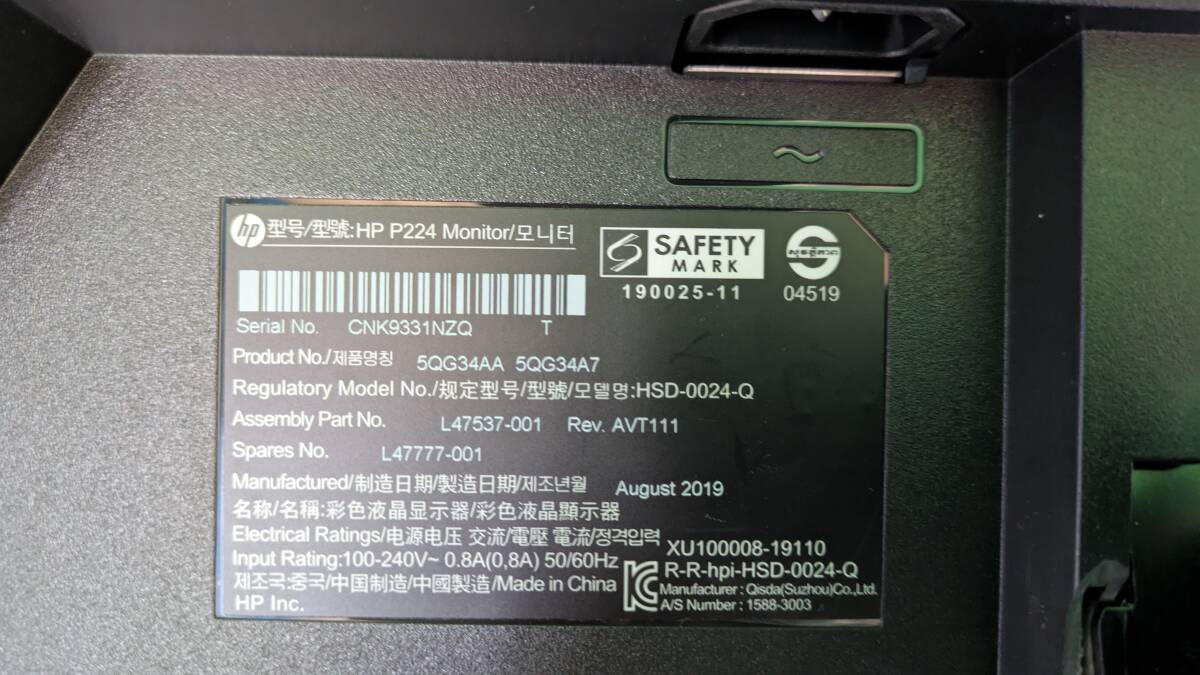 hp 型号/型號:HP P224 Monitor/모니터
SAFETY
MARK
190025-11
04519
Serial No. CNK9331NZQ T
Product No./제품명칭 5QG34AA 5QG34A7
Regulatory Model No./规定型号/型號/모델명:HSD-0024-Q
Assembly Part No. L47537-001 Rev. AVT111
Spares No. L47777-001
Manufactured/制造日期/製造日期/제조년월 August 2019
名称/名稱:彩色液晶显示器/彩色液晶顯示器
Electrical Ratings/电源电压 交流/電壓 電流/정격입력
Input Rating:100-240V~ 0.8A(0,8A) 50/60Hz
제조국:중국/中国制造/中國製造/Made in China
HP Inc.
XU100008-19110
R-R-hpi-HSD-0024-Q
Manufacturer : Qisda(Suzhou)Co.,Ltd.
A/S Number : 1588-3003